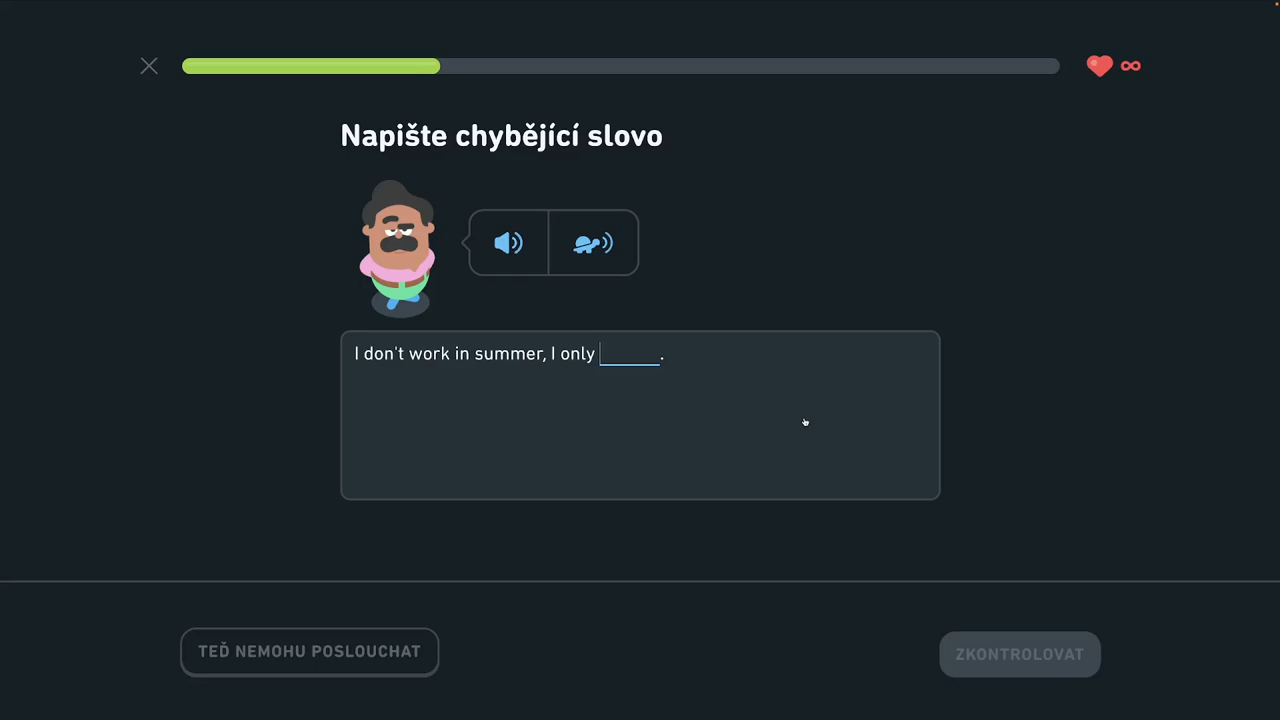 ∞
Napište chybějící slovo
I don't work in summer, I only ______.
TEĎ NEMOHU POSLOUCHAT
ZKONTROLOVAT